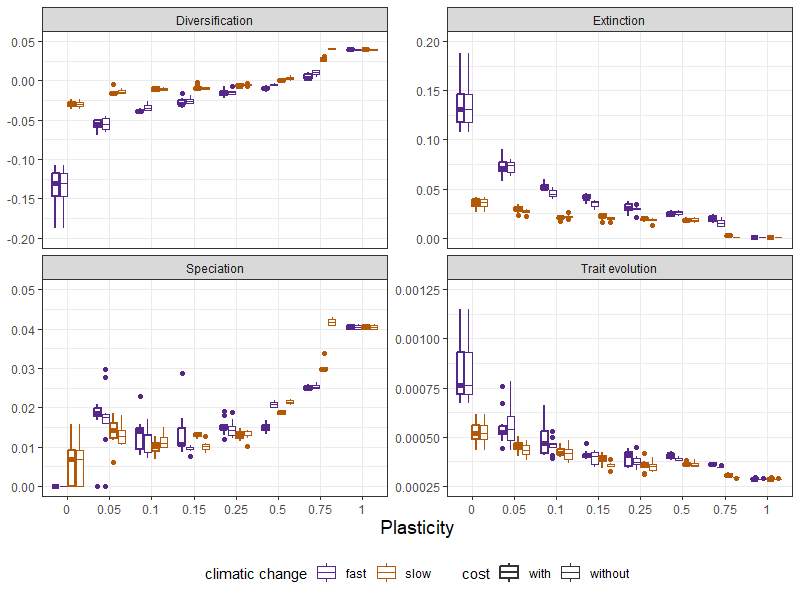 Diversification
Extinction
0.05
0.00
-0.05
-0.10
-0.15
-0.20
0.20
0.15
0.10
0.05
0.00
Speciation
Trait evolution
0.05
0.04
0.03
0.02
0.01
0.00
0.00125
0.00100
0.00075
0.00050
0.00025
0 0.05 0.1 0.15 0.25 0.5 0.75 1
0 0.05 0.1 0.15 0.25 0.5 0.75 1
Plasticity
climatic change fast slow cost with without